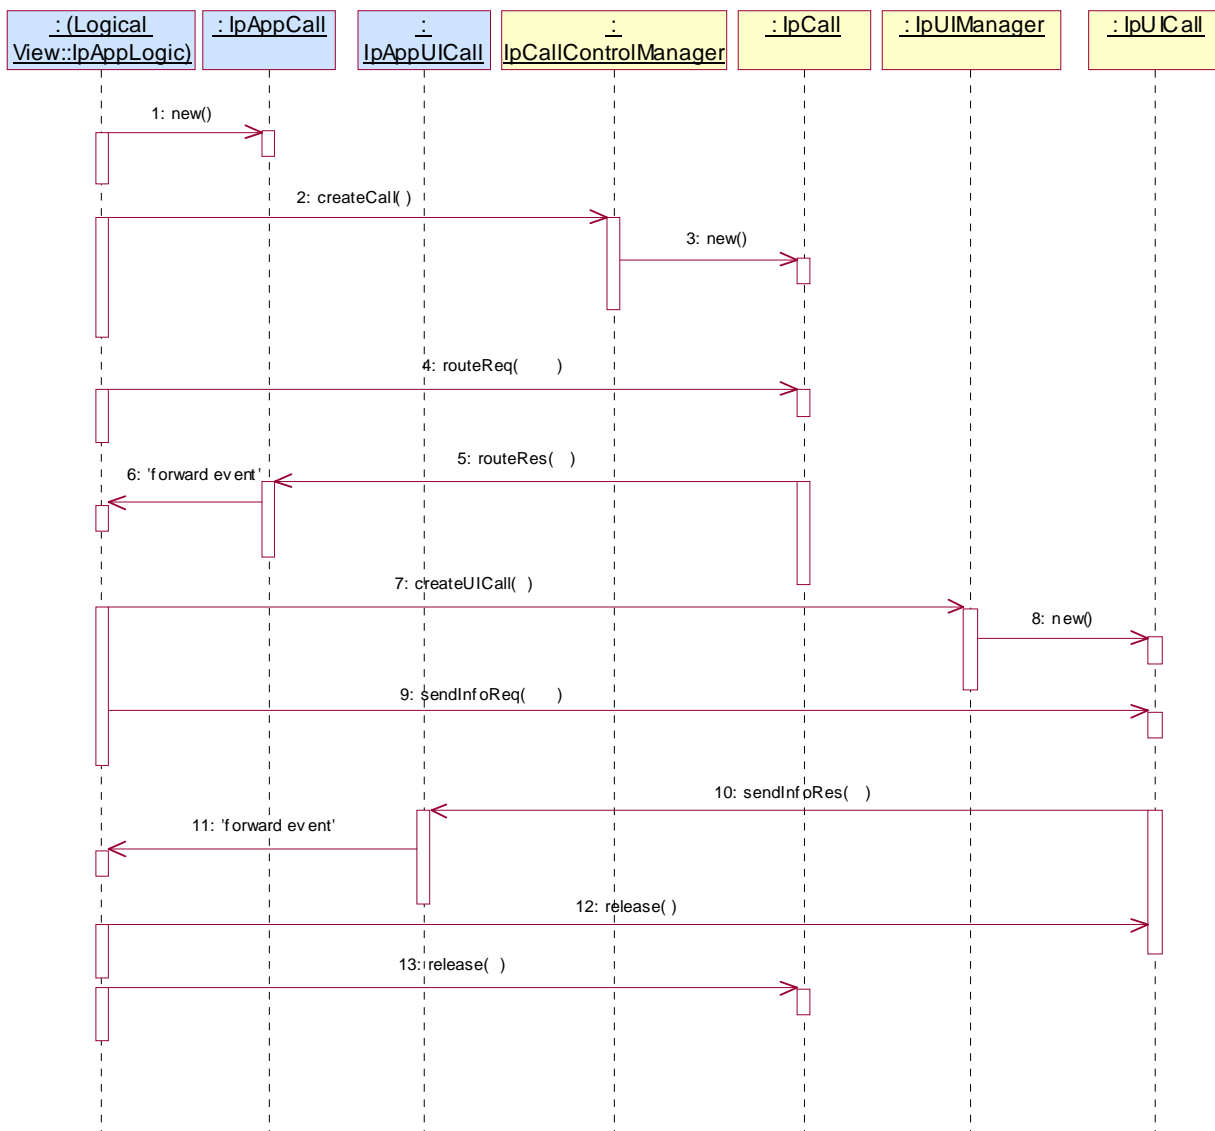 : (Logical
View::IpAppLogic)
: IpAppCall
:
IpAppUICall
:
IpCallControlManager
: IpCall
: IpUIManager
: IpUICall
1: new()
2: createCall( )
3: new()
4: routeReq( )
5: routeRes( )
6: 'forward event'
7: createUICall( )
8: new()
9: sendInfoReq( )
10: sendInfoRes( )
11: 'forward event'
12: release( )
13: release( )